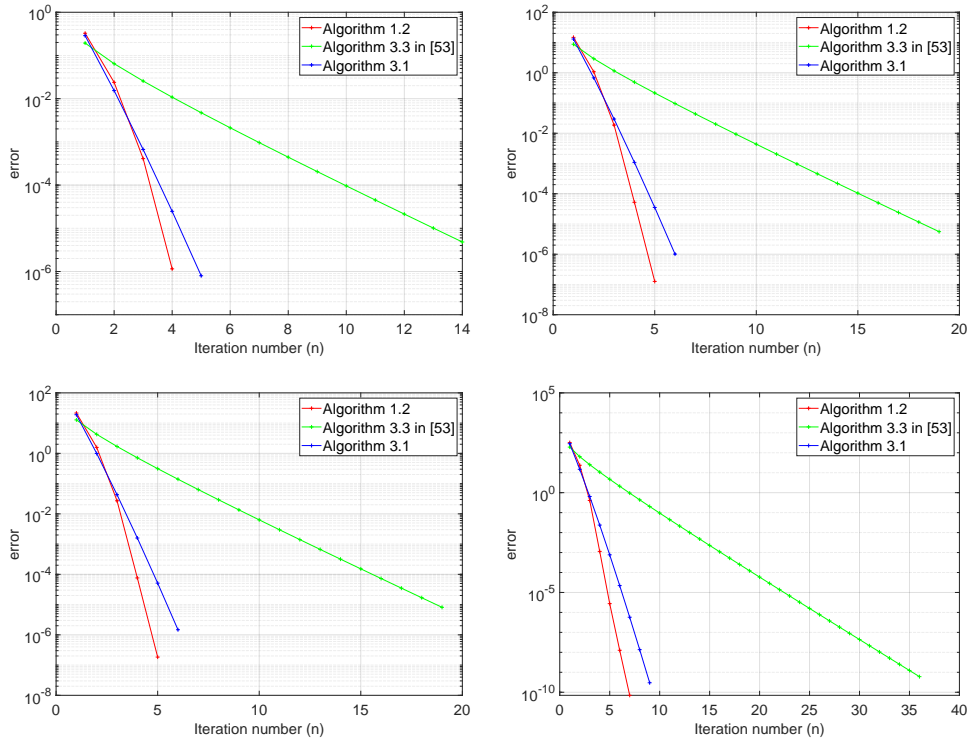 10^0
10^-2
10^-4
10^-6
error
0 2 4 6 8 10 12 14
Iteration number (n)
Algorithm 1.2
Algorithm 3.3 in [53]
Algorithm 3.1
10^2
10^0
10^-2
10^-4
10^-6
10^-8
error
0 5 10 15 20
Iteration number (n)
Algorithm 1.2
Algorithm 3.3 in [53]
Algorithm 3.1
10^2
10^0
10^-2
10^-4
10^-6
10^-8
error
0 5 10 15 20
Iteration number (n)
Algorithm 1.2
Algorithm 3.3 in [53]
Algorithm 3.1
10^5
10^0
10^-5
10^-10
error
0 5 10 15 20 25 30 35 40
Iteration number (n)
Algorithm 1.2
Algorithm 3.3 in [53]
Algorithm 3.1